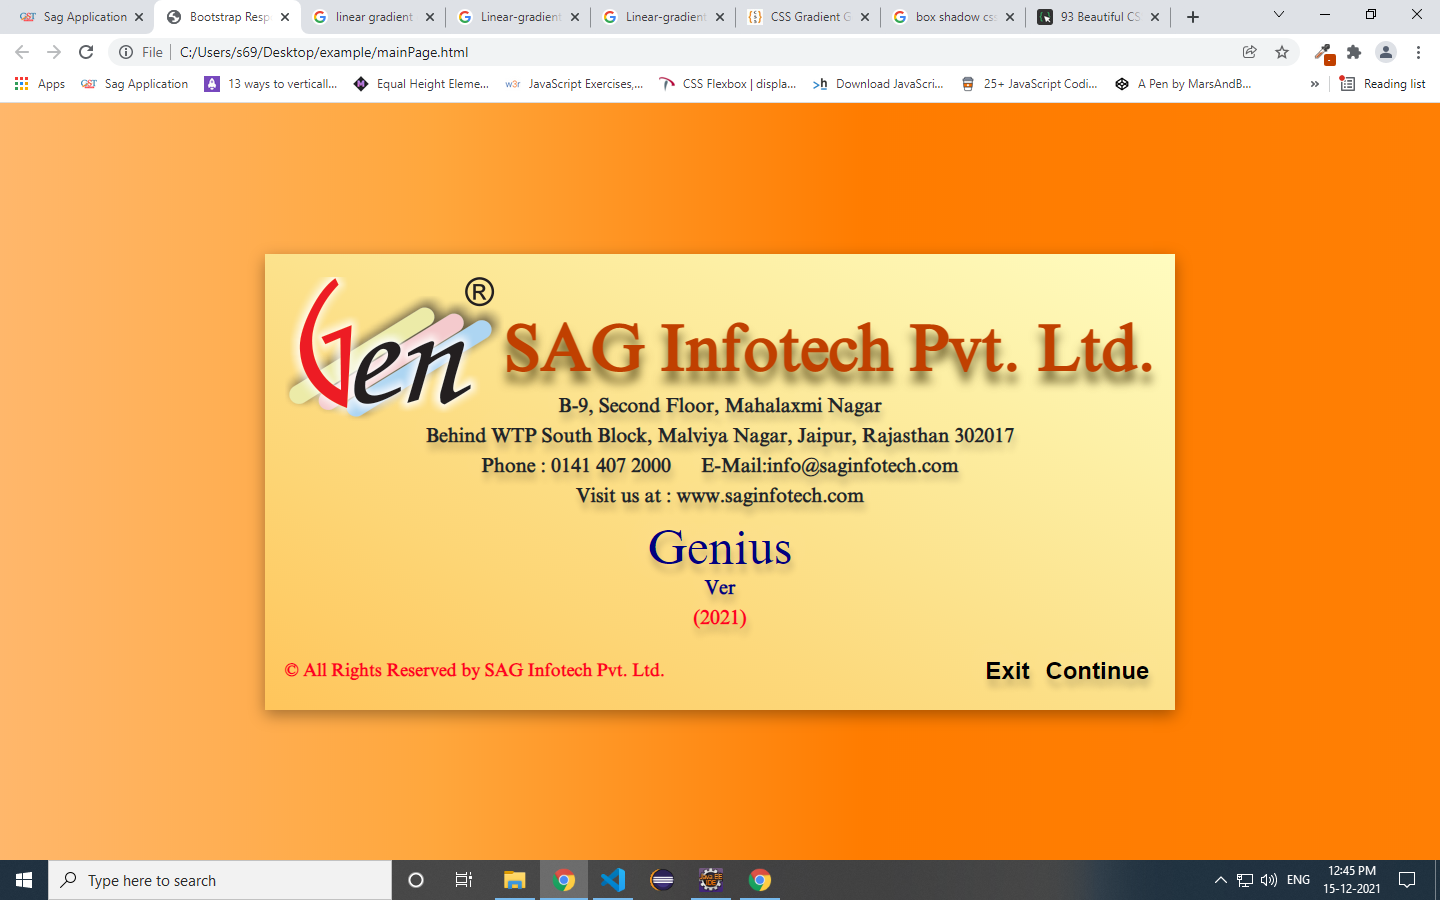 Sag Application
Bootstrap Resp
linear gradient
Linear-gradient
Linear-gradient
CSS Gradient G
box shadow css
93 Beautiful CS
File
C:/Users/s69/Desktop/example/mainPage.html
Apps
Sag Application
13 ways to verticall...
Equal Height Eleme...
w3r
JavaScript Exercises,...
CSS Flexbox | displa...
Download JavaScri...
25+ JavaScript Codi...
A Pen by MarsAndB...
»
Reading list
Gen®
SAG Infotech Pvt. Ltd.
B-9, Second Floor, Mahalaxmi Nagar
Behind WTP South Block, Malviya Nagar, Jaipur, Rajasthan 302017
Phone : 0141 407 2000 E-Mail:info@saginfotech.com
Visit us at : www.saginfotech.com
Genius
Ver
(2021)
© All Rights Reserved by SAG Infotech Pvt. Ltd.
Exit Continue
Type here to search
ENG
12:45 PM
15-12-2021